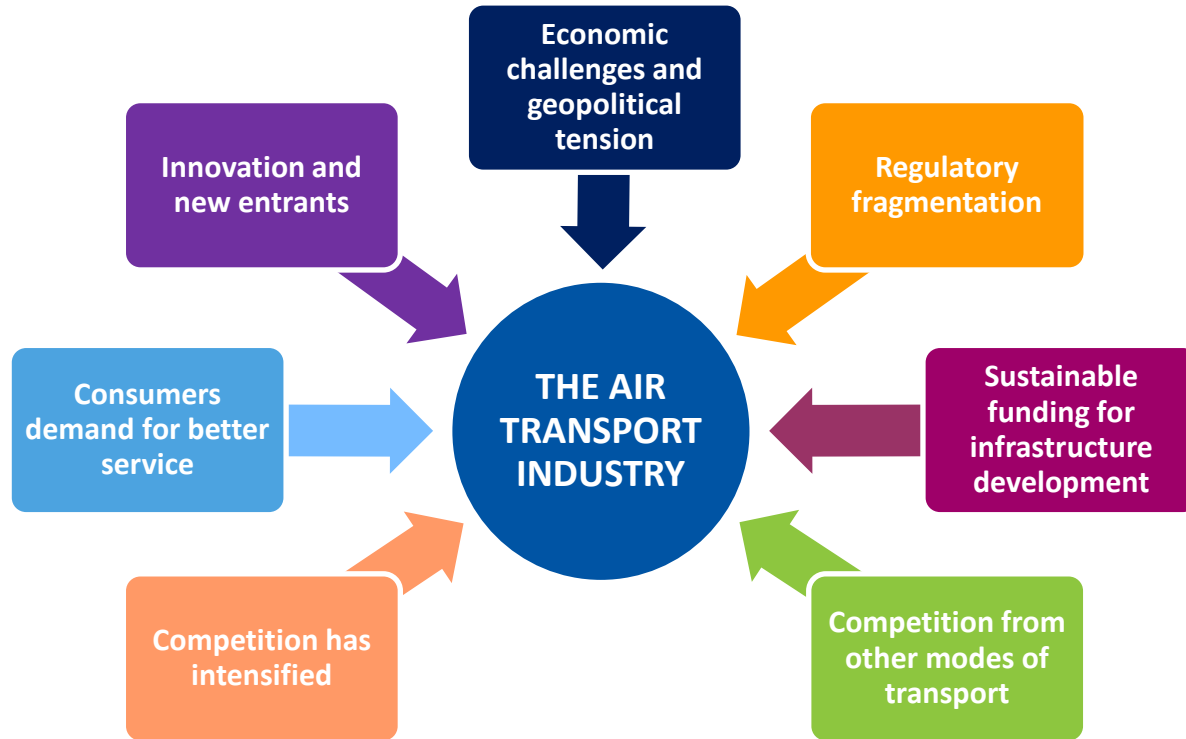 Economic
challenges and
geopolitical
tension
Innovation and
new entrants
Regulatory
fragmentation
Consumers
demand for better
service
THE AIR
TRANSPORT
INDUSTRY
Sustainable
funding for
infrastructure
development
Competition has
intensified
Competition from
other modes of
transport